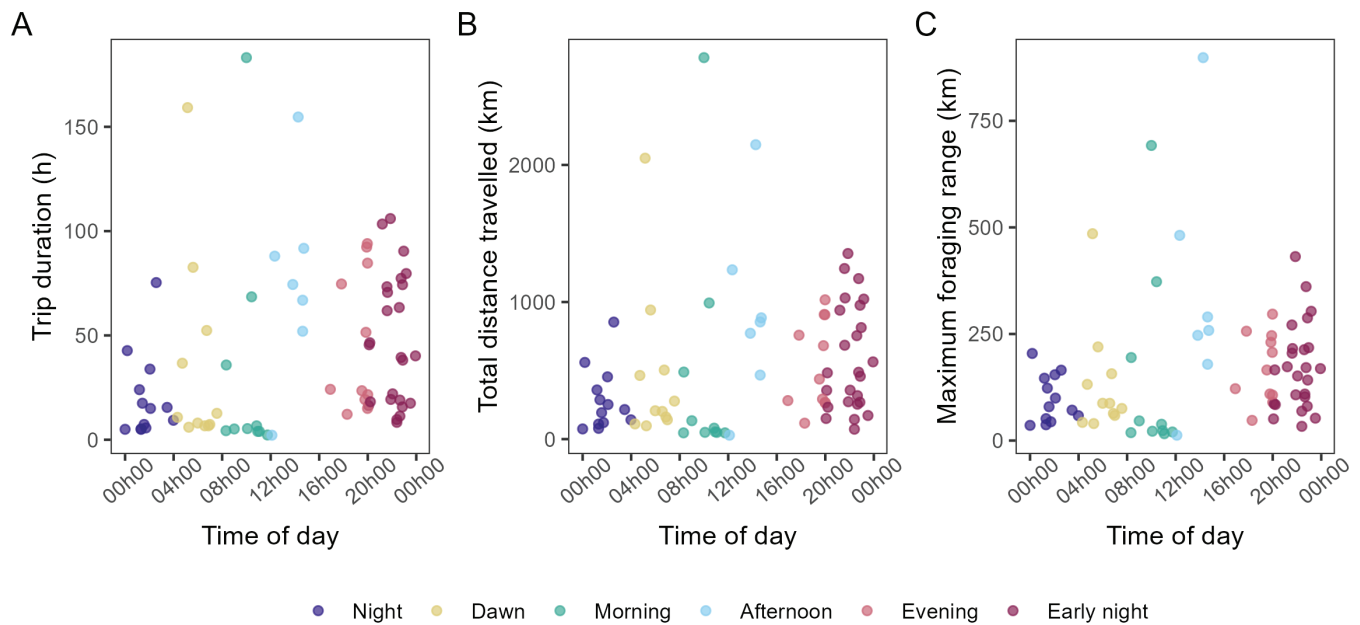 A
B
C
Trip duration (h)
150
100
50
0
00h00
04h00
08h00
12h00
16h00
20h00
00h00
Time of day
Total distance travelled (km)
2000
1000
0
00h00
04h00
08h00
12h00
16h00
20h00
00h00
Time of day
Maximum foraging range (km)
750
500
250
0
00h00
04h00
08h00
12h00
16h00
20h00
00h00
Time of day
Night Dawn Morning Afternoon Evening Early night